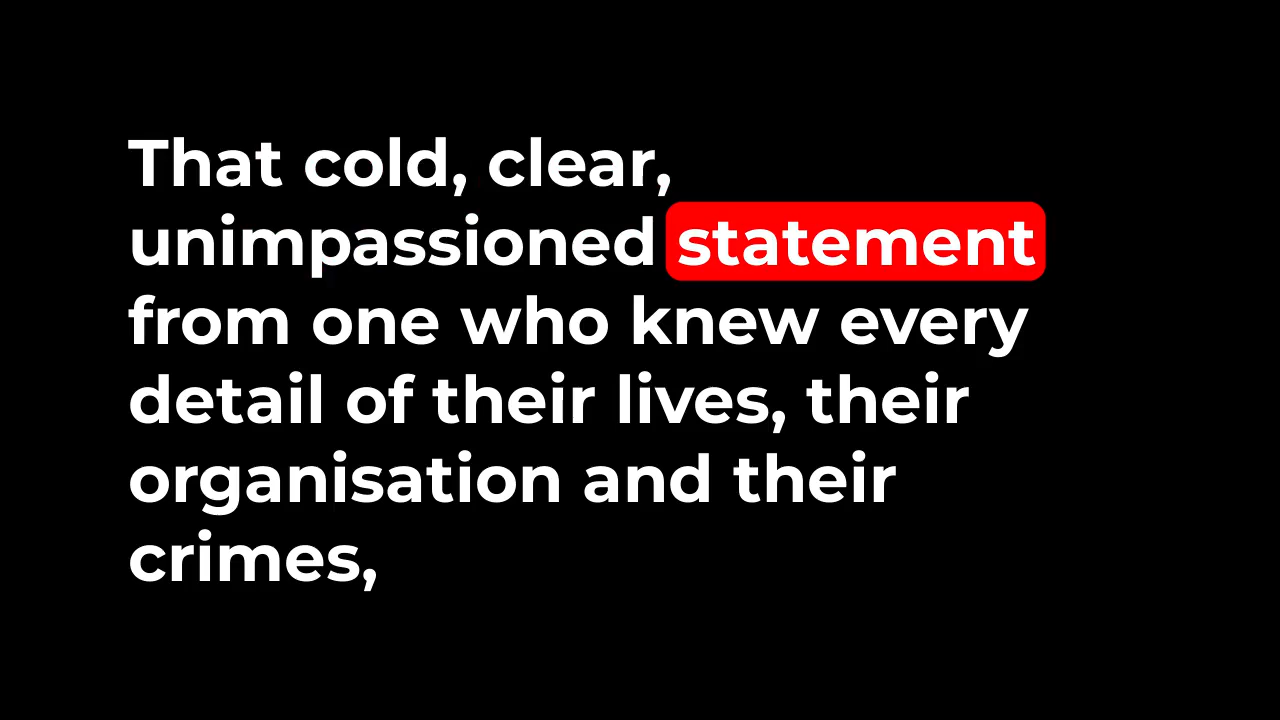 That cold, clear,
unimpassioned statement
from one who knew every
detail of their lives, their
organisation and their
crimes,